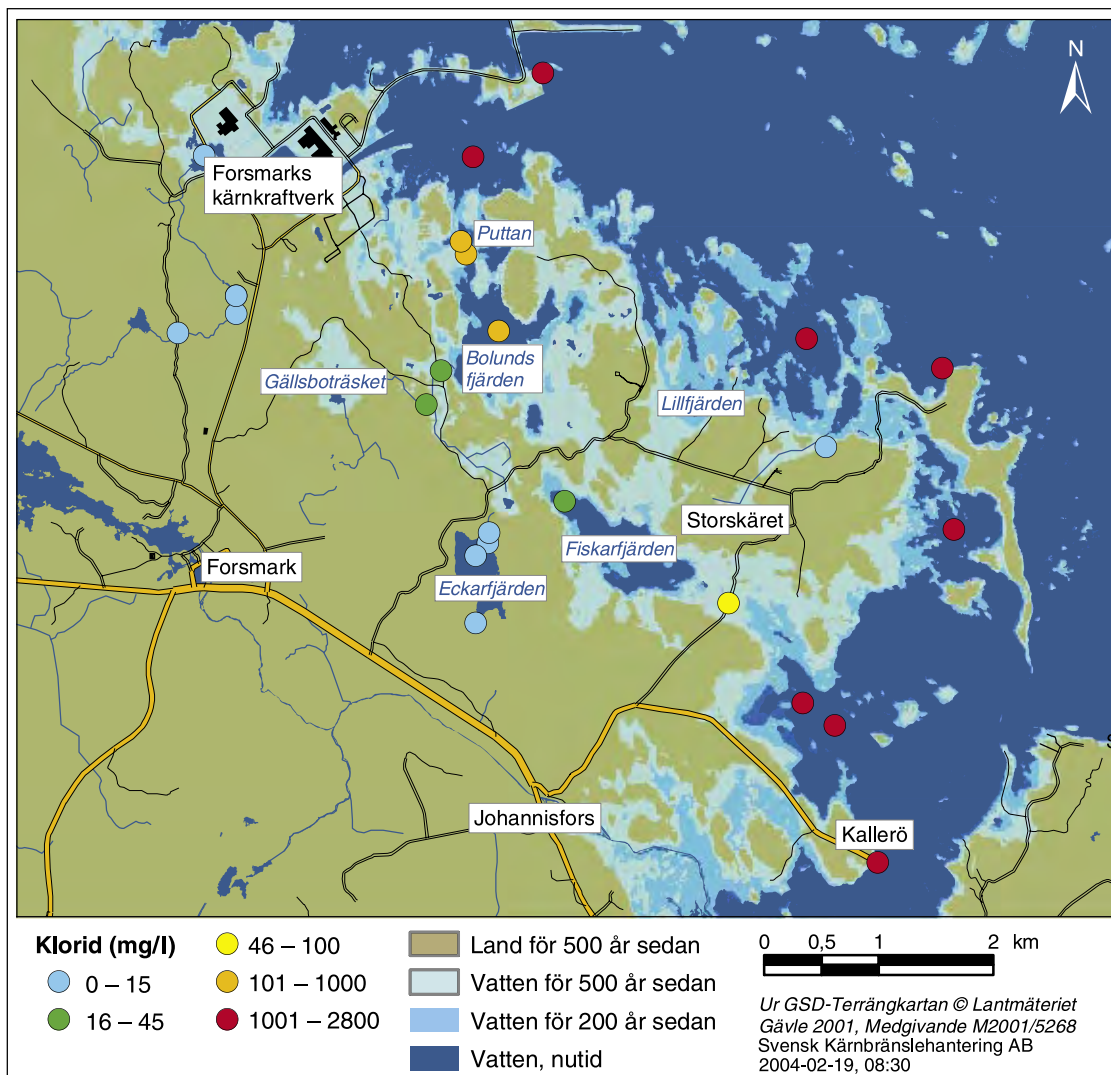 N
Forsmarks
kärnkraftverk
Puttan
Bolunds
fjärden
Gällsboträsket
Lillfjärden
Storskäret
Fiskarfjärden
Forsmark
Eckarfjärden
Johannisfors
Kallerö
Klorid (mg/l)
0 – 15
16 – 45
46 – 100
101 – 1000
1001 – 2800
Land för 500 år sedan
Vatten för 500 år sedan
Vatten för 200 år sedan
Vatten, nutid
0 0,5 1 2 km
Ur GSD-Terrängkartan © Lantmäteriet
Gävle 2001, Medgivande M2001/5268
Svensk Kärnbränslehantering AB
2004-02-19, 08:30